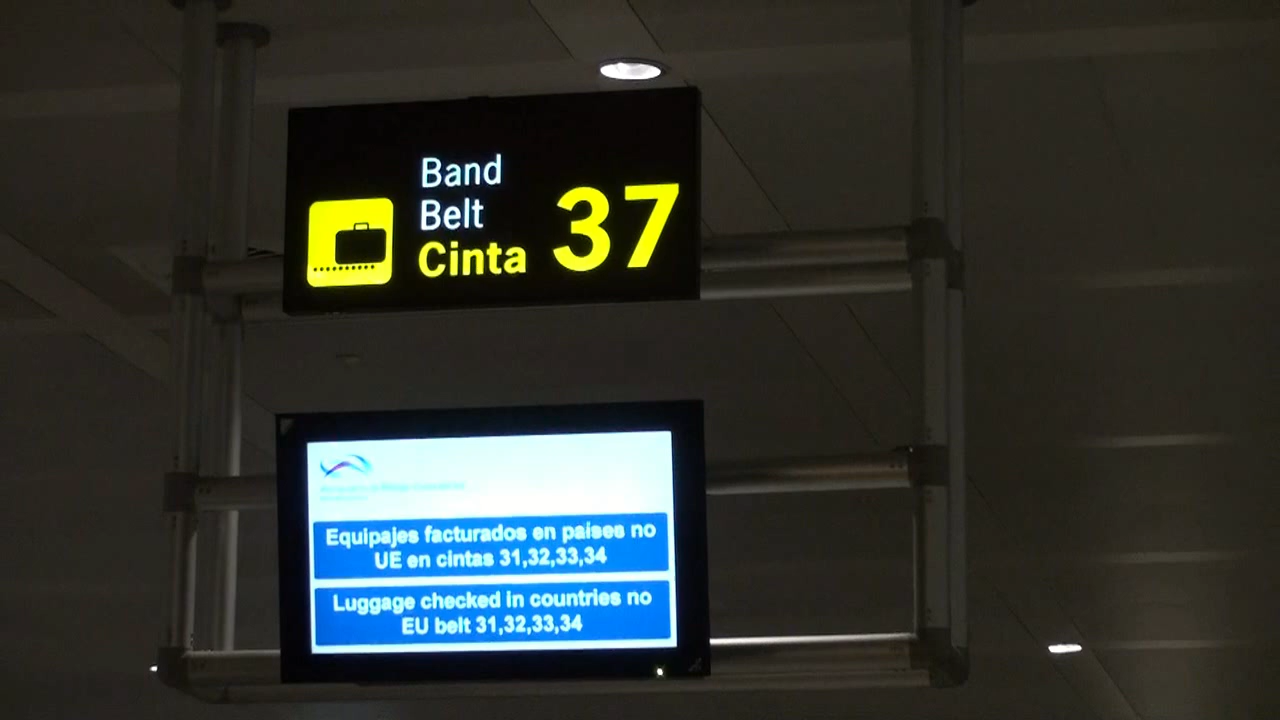 Band
Belt
Cinta
37
Equipajes facturados en países no
UE en cintas 31,32,33,34
Luggage checked in countries no
EU belt 31,32,33,34